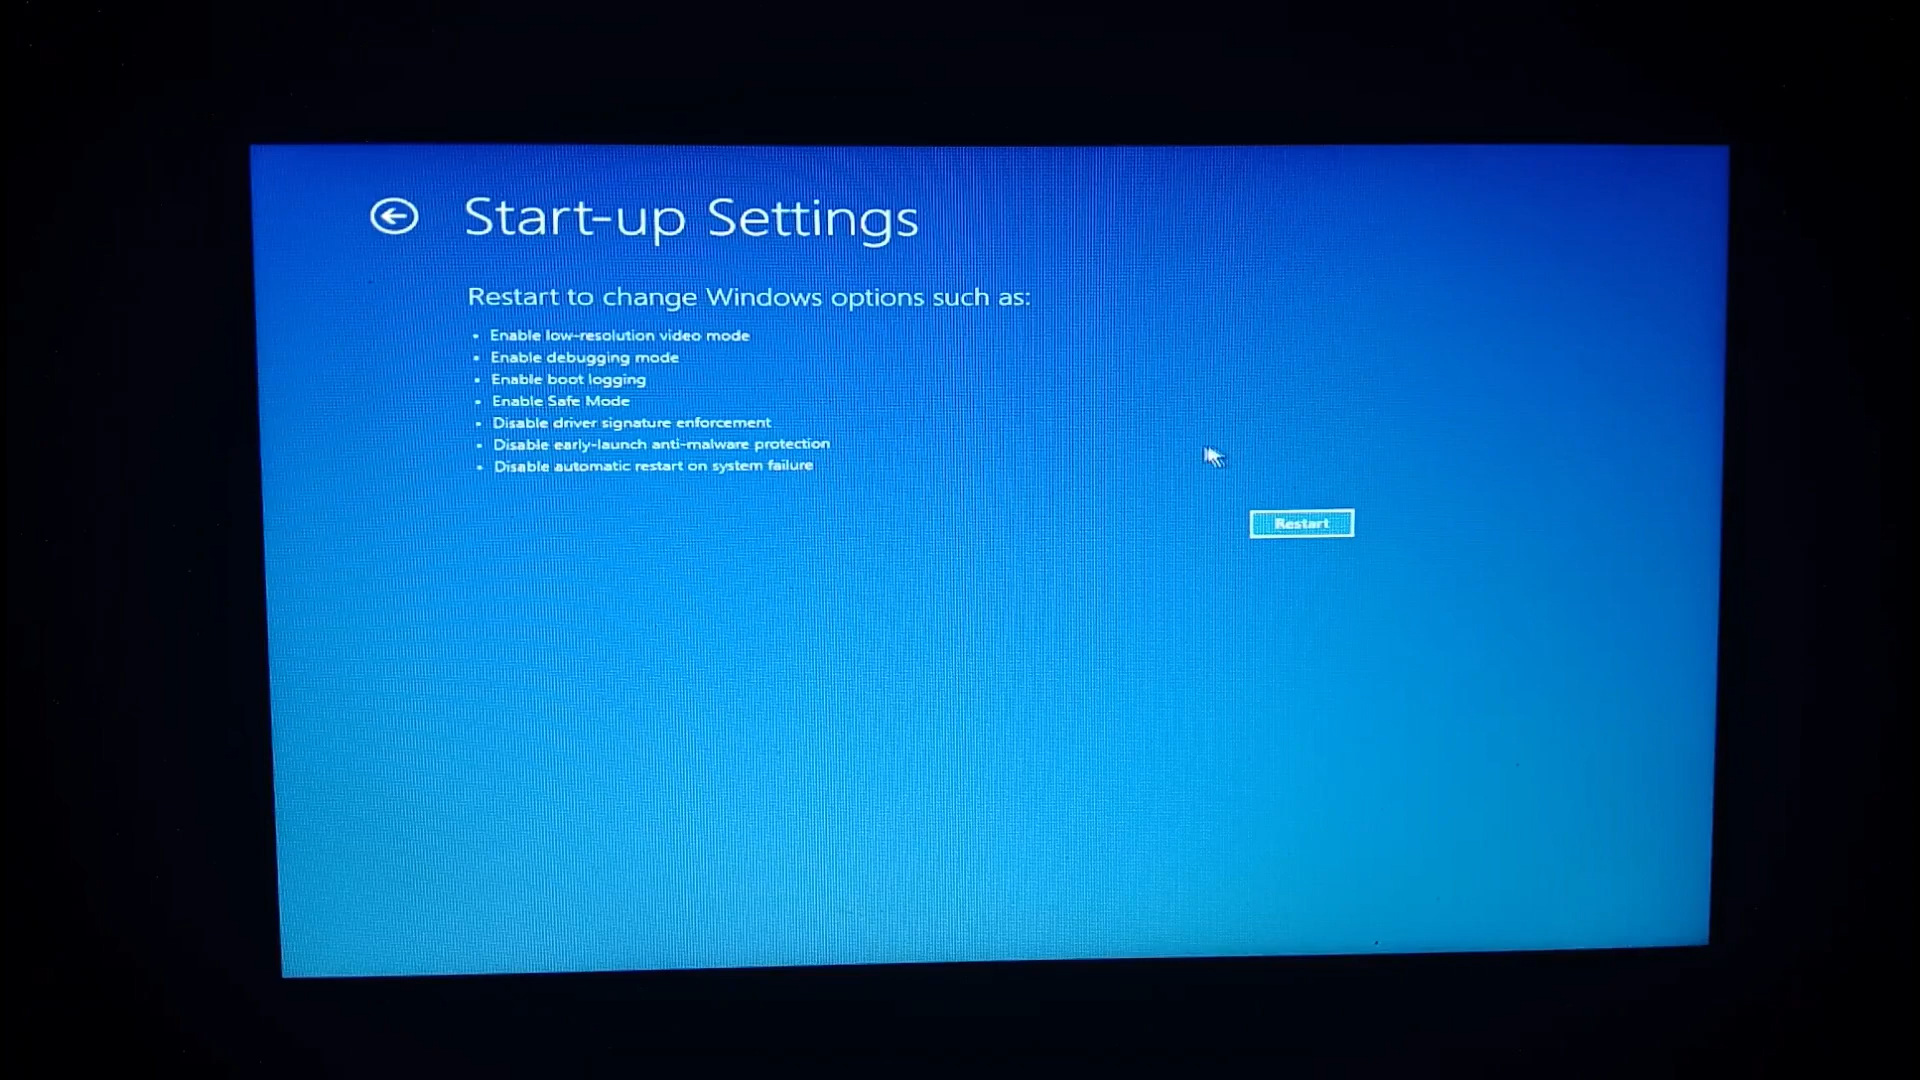 Start-up Settings
Restart to change Windows options such as:
• Enable low-resolution video mode
• Enable debugging mode
• Enable boot logging
• Enable Safe Mode
• Disable driver signature enforcement
• Disable early-launch anti-malware protection
• Disable automatic restart on system failure
Restart